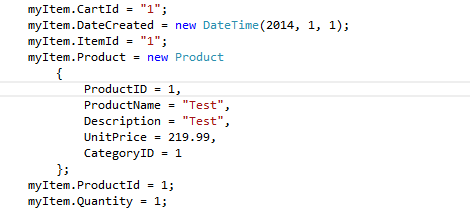 myItem.CartId = "1";
myItem.DateCreated = new DateTime(2014, 1, 1);
myItem.ItemId = "1";
myItem.Product = new Product
{
ProductID = 1,
ProductName = "Test",
Description = "Test",
UnitPrice = 219.99,
CategoryID = 1
};
myItem.ProductId = 1;
myItem.Quantity = 1;